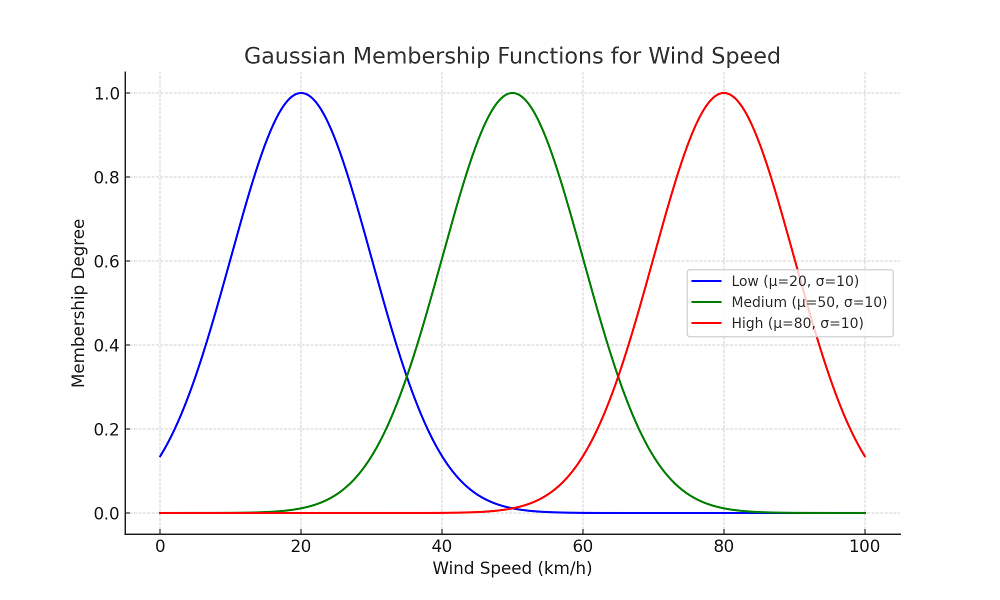 Gaussian Membership Functions for Wind Speed
Membership Degree
1.0
0.8
0.6
0.4
0.2
0.0
Low (μ=20, σ=10)
Medium (μ=50, σ=10)
High (μ=80, σ=10)
0 20 40 60 80 100
Wind Speed (km/h)